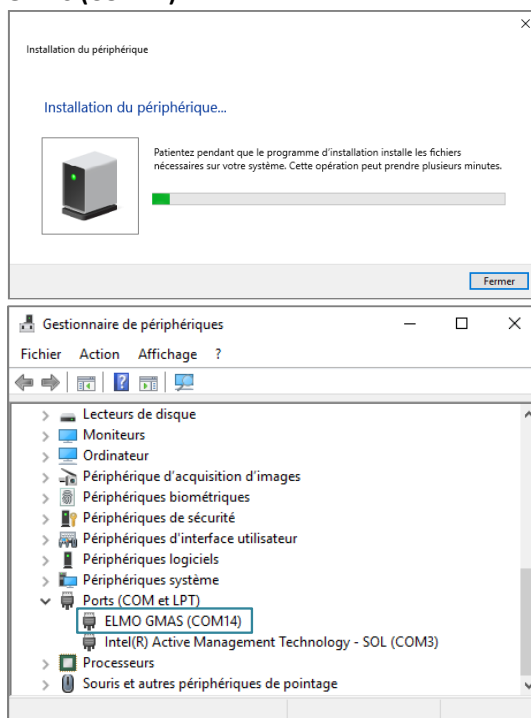 Installation du périphérique
Installation du périphérique...
Patientez pendant que le programme d'installation installe les fichiers
nécessaires sur votre système. Cette opération peut prendre plusieurs minutes.
Fermer
Gestionnaire de périphériques
Fichier Action Affichage ?
Lecteurs de disque
Moniteurs
Ordinateur
Périphérique d'acquisition d'images
Périphériques biométriques
Périphériques de sécurité
Périphériques d'interface utilisateur
Périphériques logiciels
Périphériques système
Ports (COM et LPT)
ELMO GMAS (COM14)
Intel(R) Active Management Technology - SOL (COM3)
Processeurs
Souris et autres périphériques de pointage